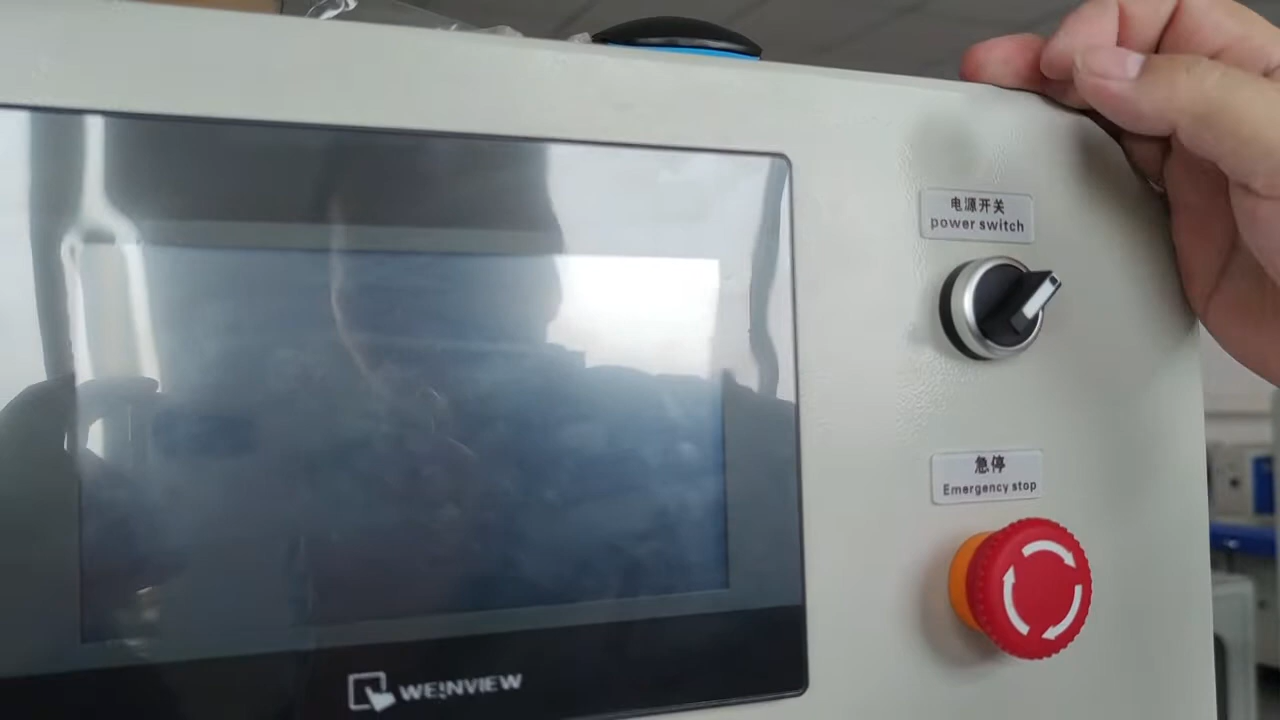 电源开关
power switch
急停
Emergency stop
WEINVIEW